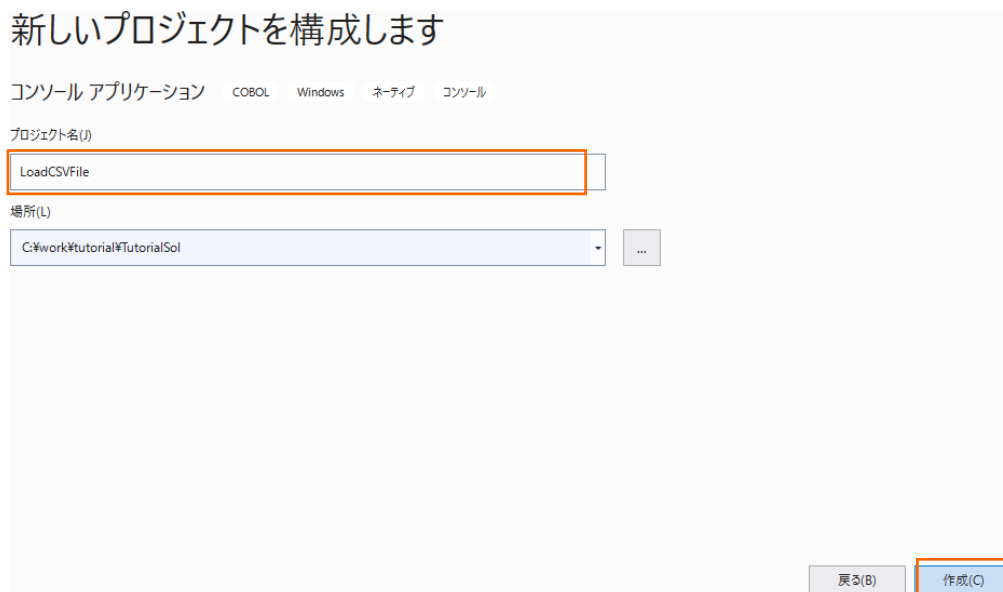 新しいプロジェクトを構成します
コンソール アプリケーション COBOL Windows ネーティブ コンソール
プロジェクト名(J)
LoadCSVFile
場所(L)
C:¥work¥tutorial¥TutorialSol
...
戻る(B) 作成(C)